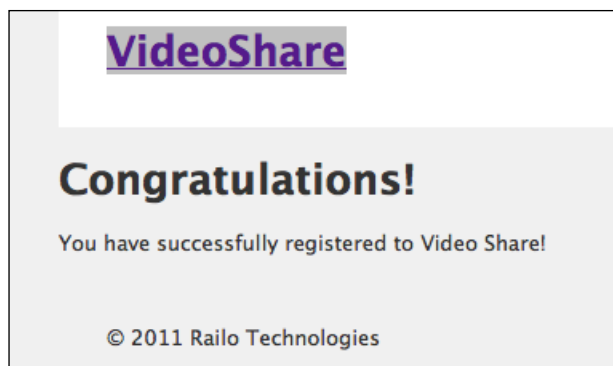 VideoShare
Congratulations!
You have successfully registered to Video Share!
© 2011 Railo Technologies